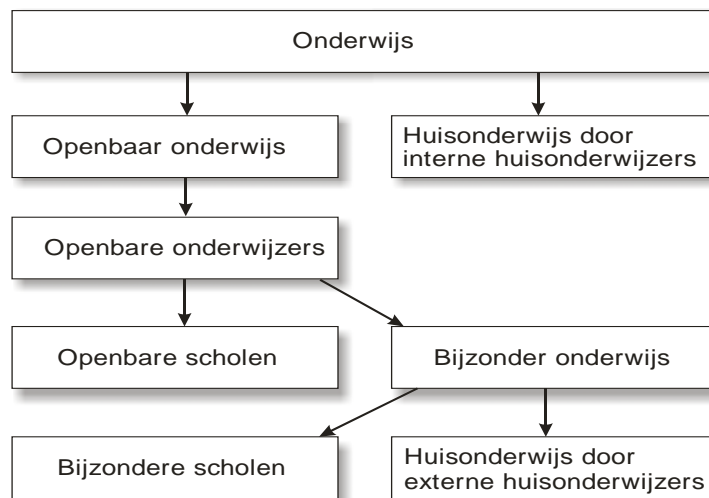 Onderwijs
Openbaar onderwijs
Huisonderwijs door
interne huisonderwijzers
Openbare onderwijzers
Openbare scholen
Bijzonder onderwijs
Bijzondere scholen
Huisonderwijs door
externe huisonderwijzers